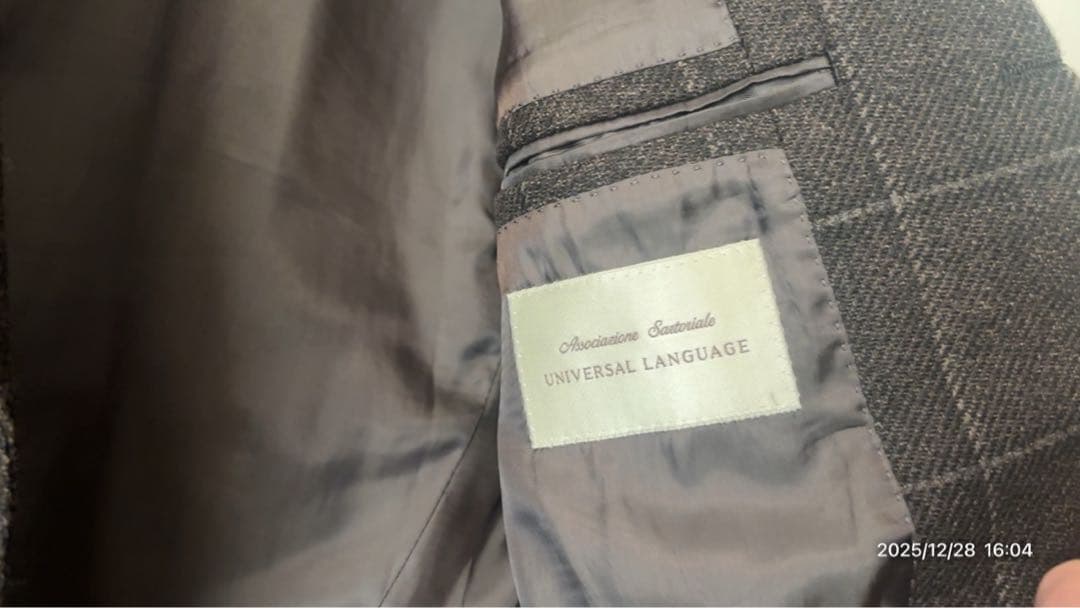 Associazione Sartoriale
UNIVERSAL LANGUAGE
2025/12/28 16:04